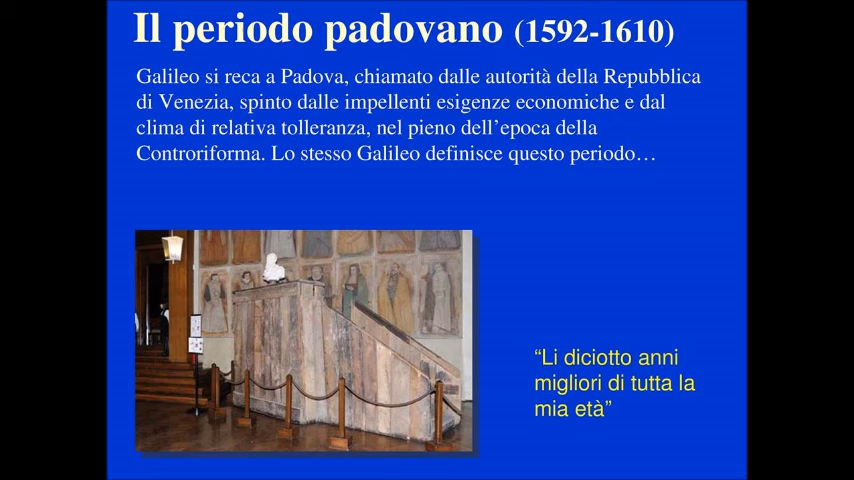 Il periodo padovano (1592-1610)
Galileo si reca a Padova, chiamato dalle autorità della Repubblica
di Venezia, spinto dalle impellenti esigenze economiche e dal
clima di relativa tolleranza, nel pieno dell’epoca della
Controriforma. Lo stesso Galileo definisce questo periodo…
“Li diciotto anni
migliori di tutta la
mia età”